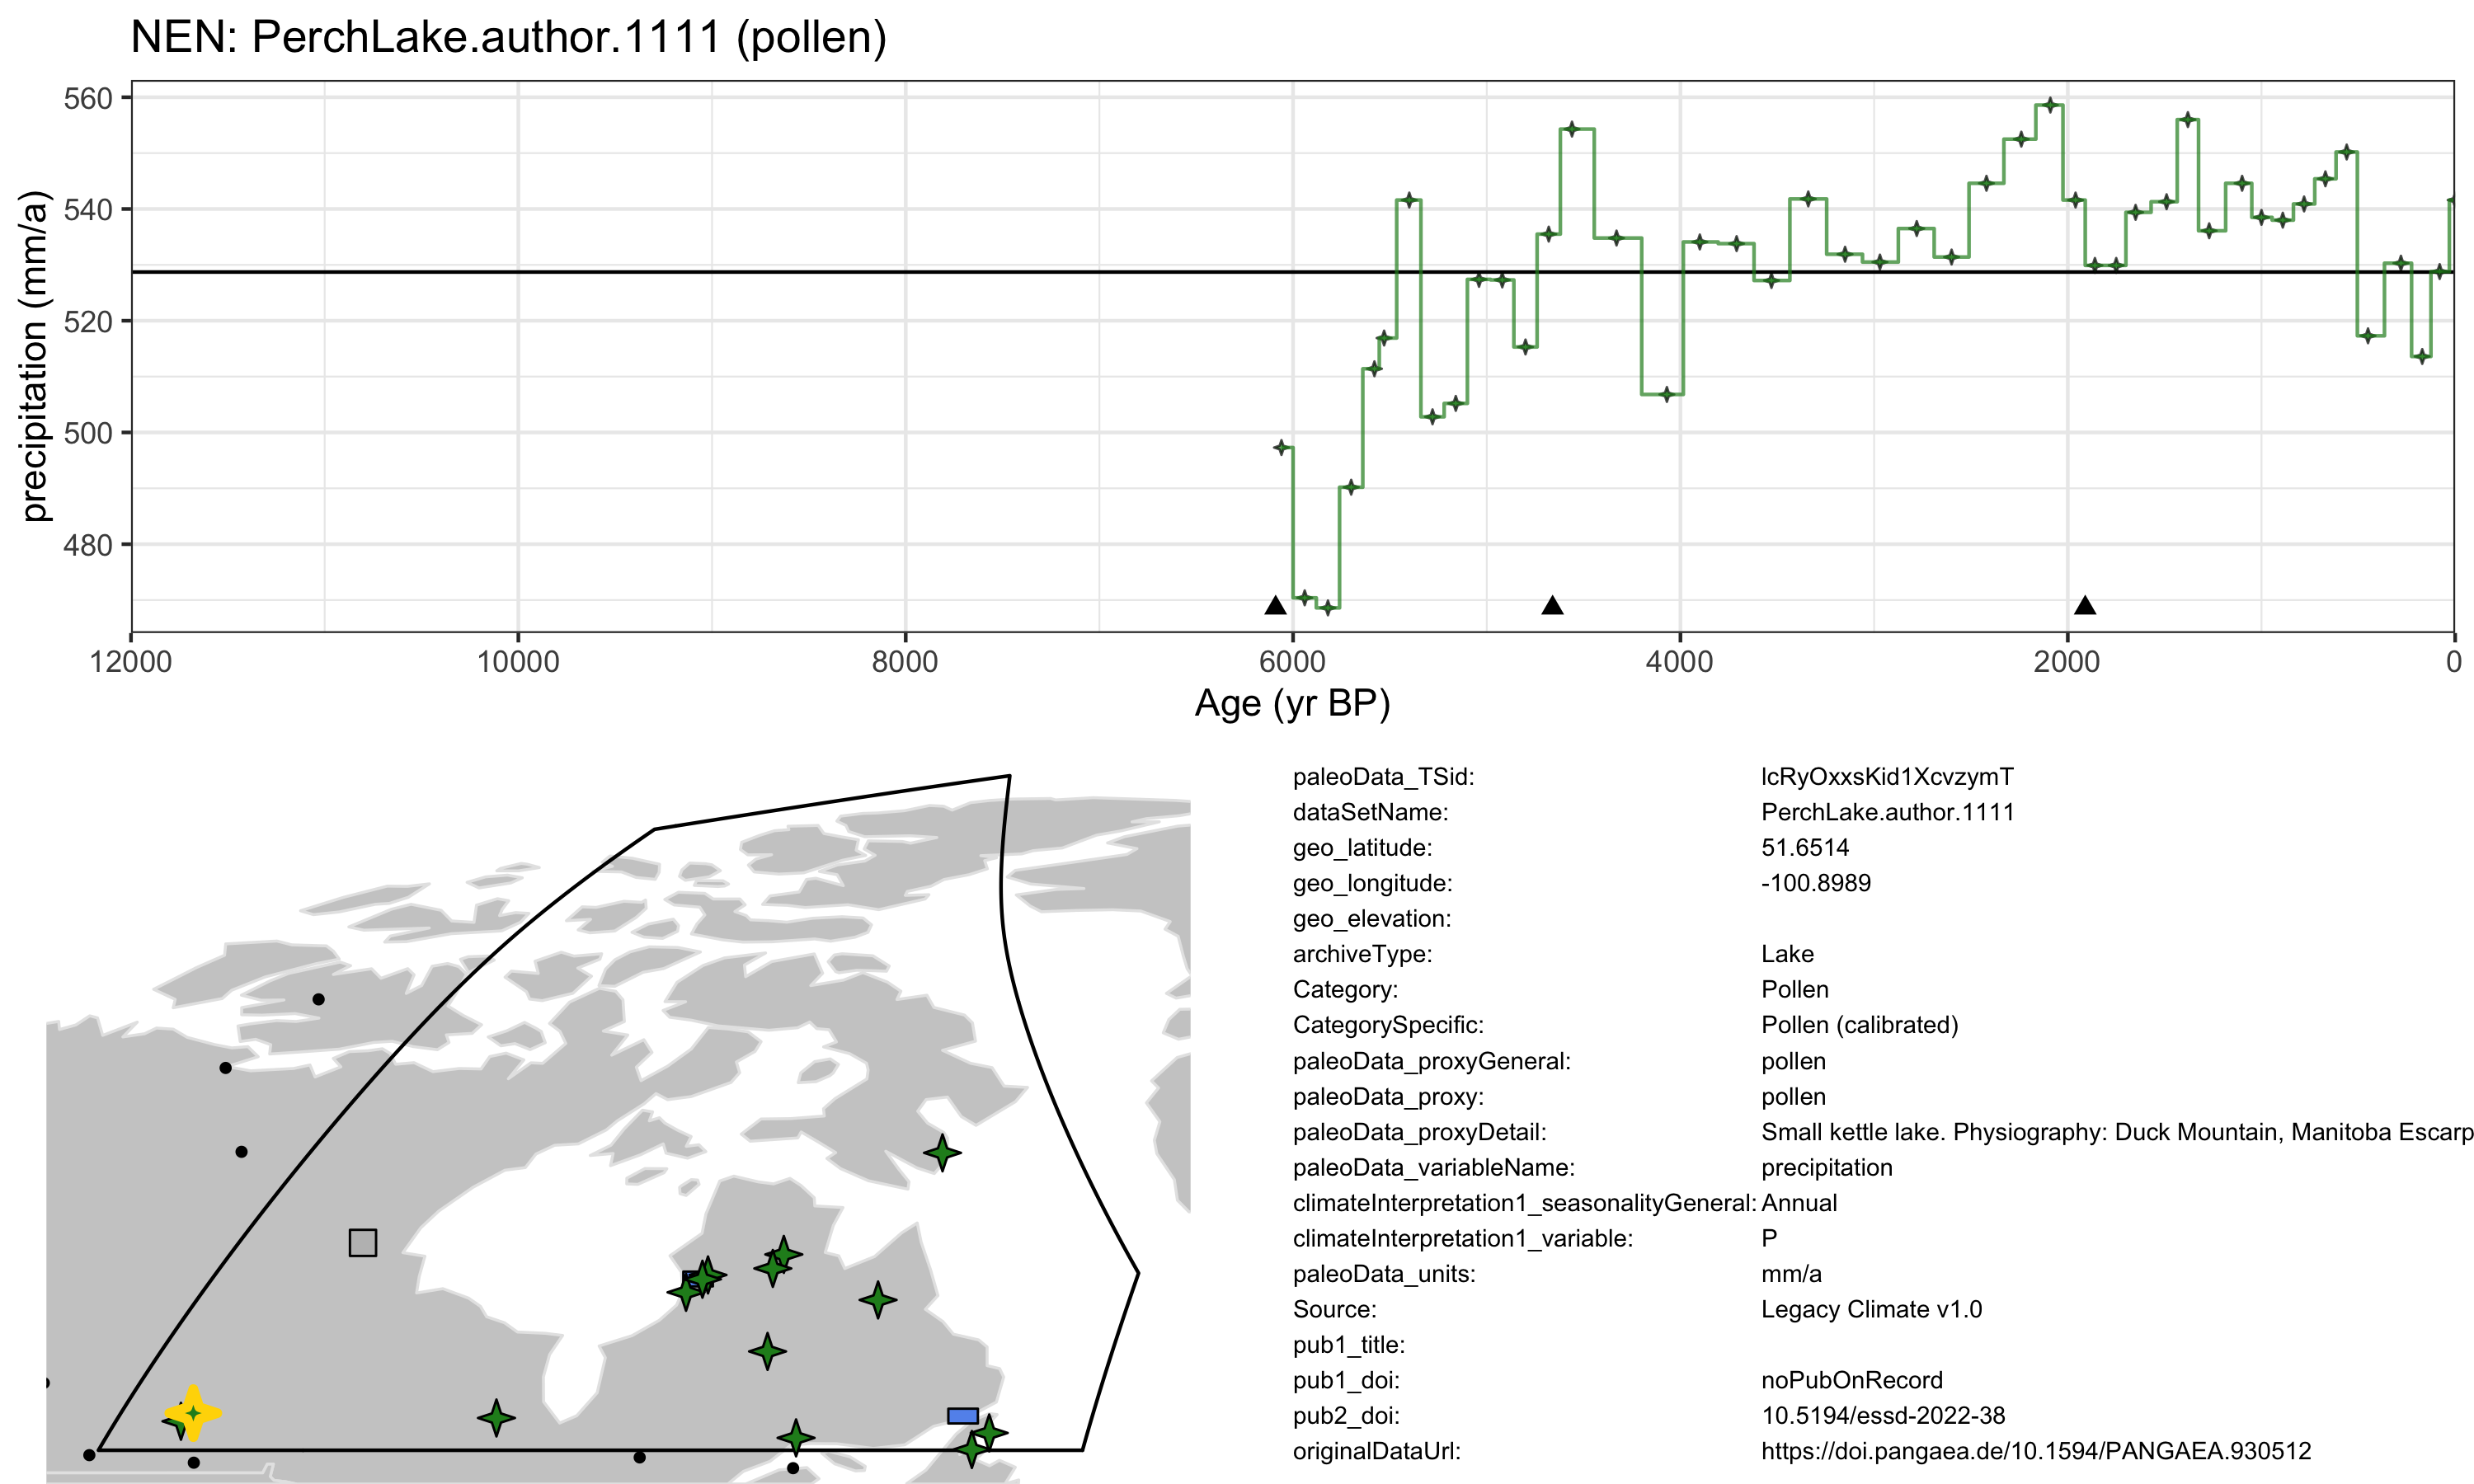 NEN: PerchLake.author.1111 (pollen)
precipitation (mm/a)
560
540
520
500
480
12000 10000 8000 6000 4000 2000 0
Age (yr BP)
paleoData_TSid: lcRyOxxsKid1XcvzymT
dataSetName: PerchLake.author.1111
geo_latitude: 51.6514
geo_longitude: -100.8989
geo_elevation:
archiveType: Lake
Category: Pollen
CategorySpecific: Pollen (calibrated)
paleoData_proxyGeneral: pollen
paleoData_proxy: pollen
paleoData_proxyDetail: Small kettle lake. Physiography: Duck Mountain, Manitoba Escarp
paleoData_variableName: precipitation
climateInterpretation1_seasonalityGeneral: Annual
climateInterpretation1_variable: P
paleoData_units: mm/a
Source: Legacy Climate v1.0
pub1_title:
pub1_doi: noPubOnRecord
pub2_doi: 10.5194/essd-2022-38
originalDataUrl: https://doi.pangaea.de/10.1594/PANGAEA.930512